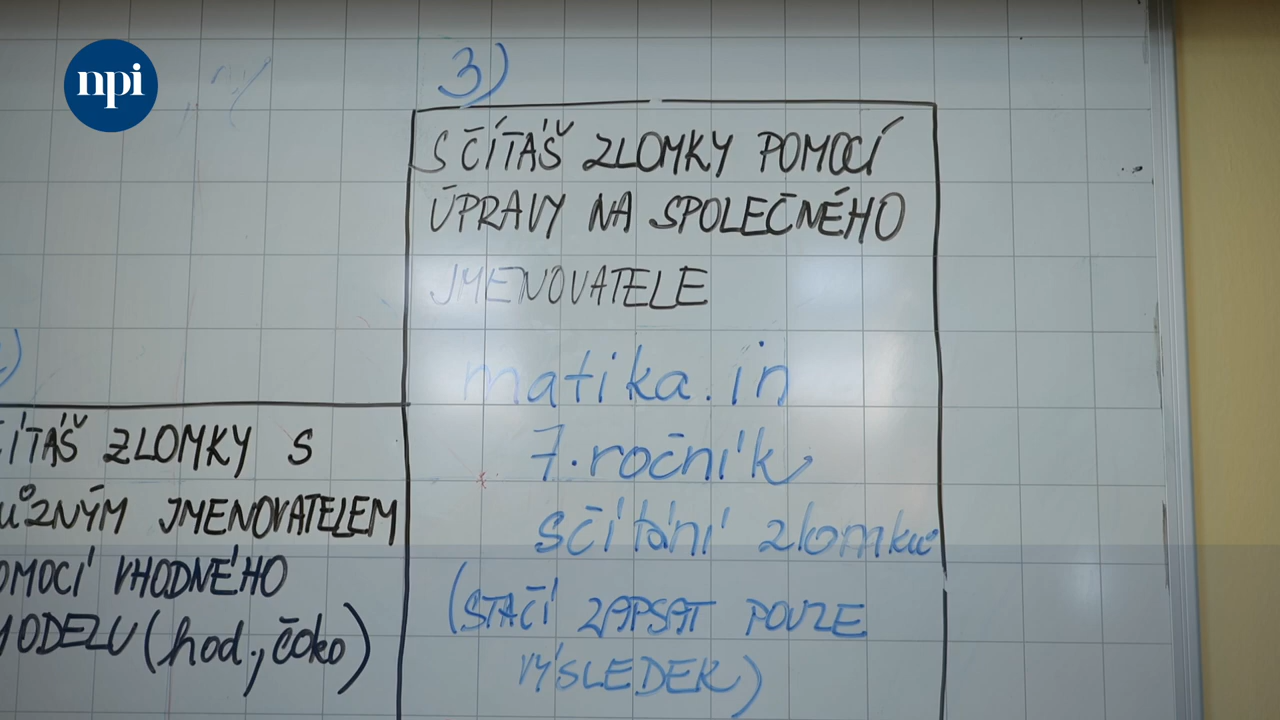 npi
3)
SČÍTÁŠ ZLOMKY POMOCÍ
ÚPRAVY NA SPOLEČNÉHO
JMENOVATELE
matika.in
7. ročník
sčítání zlomků
(STAČÍ ZAPSAT POUZE
VÝSLEDEK)
)
ČÍTÁŠ ZLOMKY S
RŮZNÝM JMENOVATELEM
OMOCÍ VHODNÉHO
MODELU (hod., čoko)